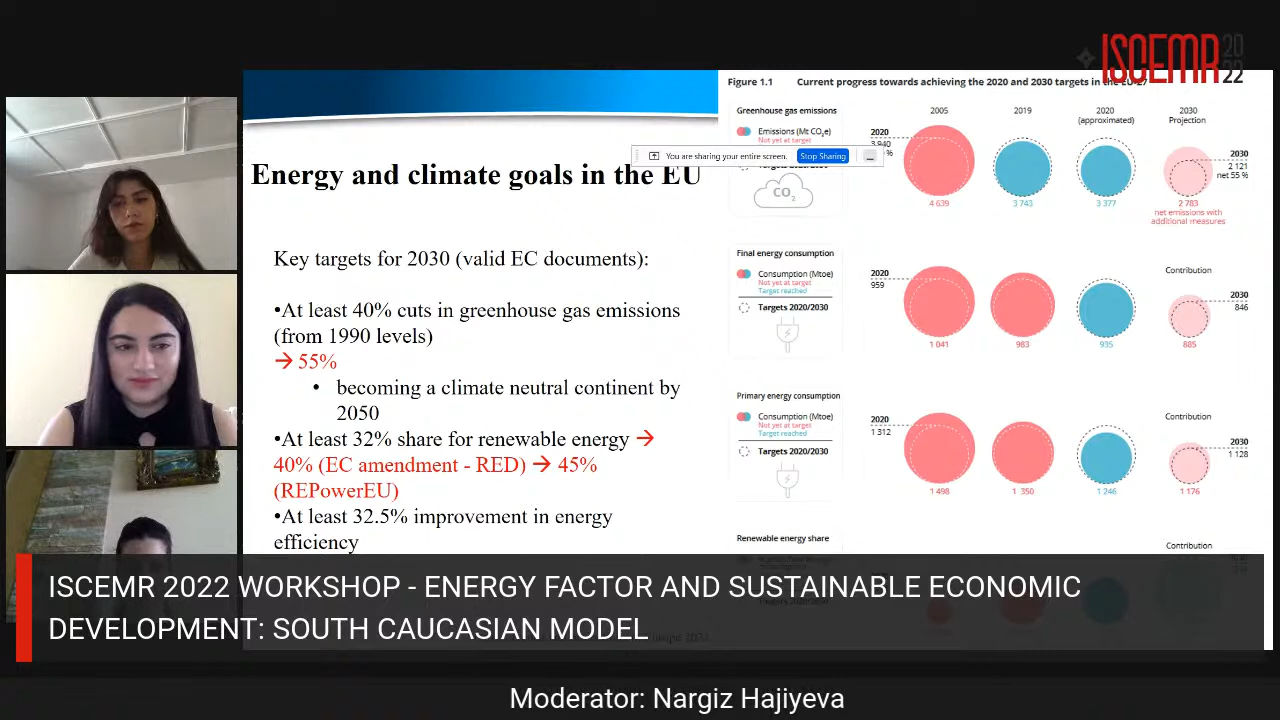 ISCEMR 2022
Figure 1.1 Current progress towards achieving the 2020 and 2030 targets in the EU-27
Energy and climate goals in the EU
Key targets for 2030 (valid EC documents):
•At least 40% cuts in greenhouse gas emissions
(from 1990 levels)
→ 55%
• becoming a climate neutral continent by
2050
•At least 32% share for renewable energy →
40% (EC amendment - RED) → 45%
(REPowerEU)
•At least 32.5% improvement in energy
efficiency
You are sharing your entire screen. Stop Sharing
2005 2019 2020 2030
(approximated) Projection
Greenhouse gas emissions
Emissions (Mt CO₂e)
Not yet at target
CO₂
2020
3 940
2030
2 121
net 55 %
4 639 3 743 3 377 2 783
net emissions with
additional measures
Final energy consumption
Consumption (Mtoe)
Not yet at target
Target reached
Targets 2020/2030
2020
959
Contribution
2030
846
1 041 983 935 885
Primary energy consumption
Consumption (Mtoe)
Not yet at target
Target reached
Targets 2020/2030
2020
1 312
Contribution
2030
1 128
1 498 1 350 1 246 1 176
Renewable energy share
Contribution
ISCEMR 2022 WORKSHOP - ENERGY FACTOR AND SUSTAINABLE ECONOMIC
DEVELOPMENT: SOUTH CAUCASIAN MODEL
Moderator: Nargiz Hajiyeva